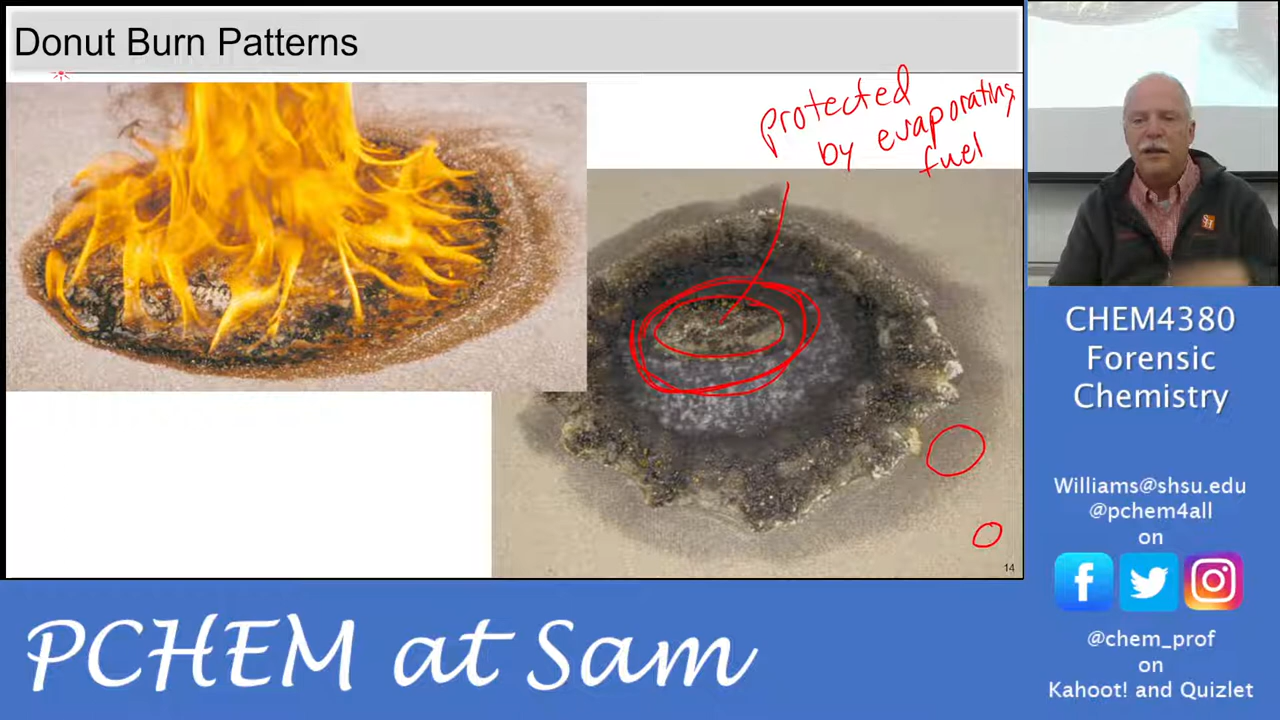 Donut Burn Patterns
protected
by evaporating
fuel
SH
14
CHEM4380
Forensic
Chemistry
Williams@shsu.edu
@pchem4all
on
@chem_prof
on
Kahoot! and Quizlet
PCHEM at Sam